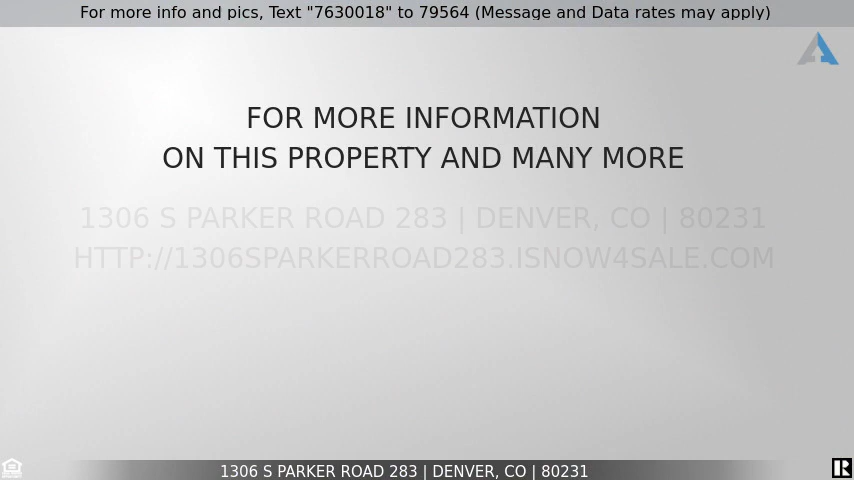 For more info and pics, Text "7630018" to 79564 (Message and Data rates may apply)
FOR MORE INFORMATION
ON THIS PROPERTY AND MANY MORE
1306 S PARKER ROAD 283 | DENVER, CO | 80231
HTTP://1306SPARKERROAD283.ISNOW4SALE.COM
1306 S PARKER ROAD 283 | DENVER, CO | 80231